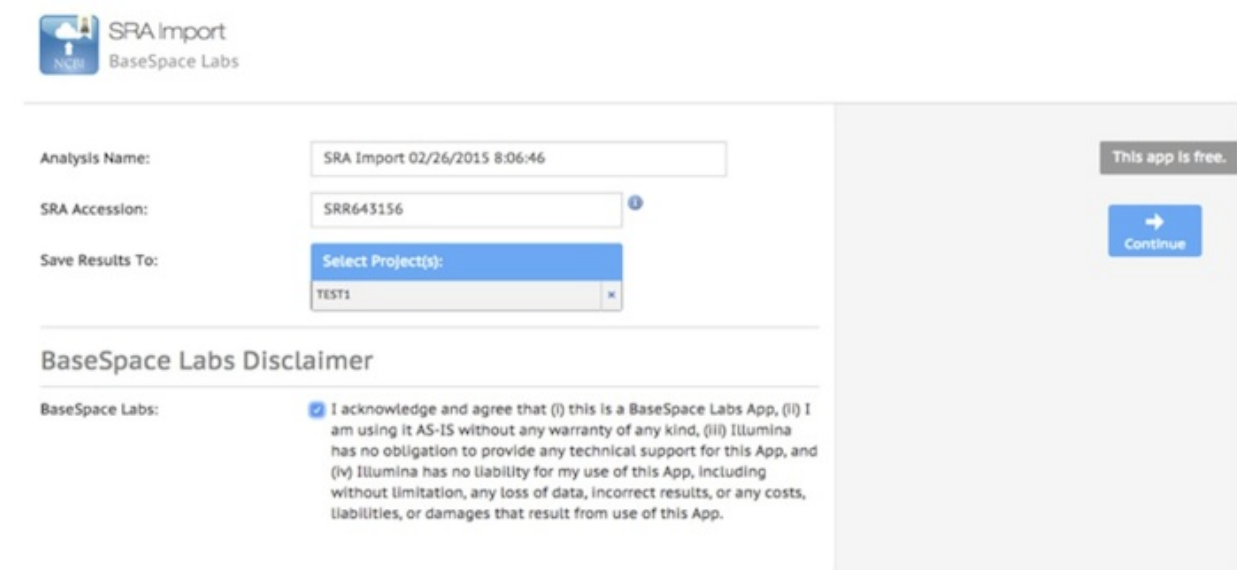 NCBI
SRA Import
BaseSpace Labs
This app is free.
Continue
Analysis Name:
SRA Import 02/26/2015 8:06:46
SRA Accession:
SRR643156
Save Results To:
Select Project(s):
TEST1
BaseSpace Labs Disclaimer
BaseSpace Labs:
I acknowledge and agree that (i) this is a BaseSpace Labs App, (ii) I
am using it AS-IS without any warranty of any kind, (iii) Illumina
has no obligation to provide any technical support for this App, and
(iv) Illumina has no liability for my use of this App, including
without limitation, any loss of data, incorrect results, or any costs,
liabilities, or damages that result from use of this App.